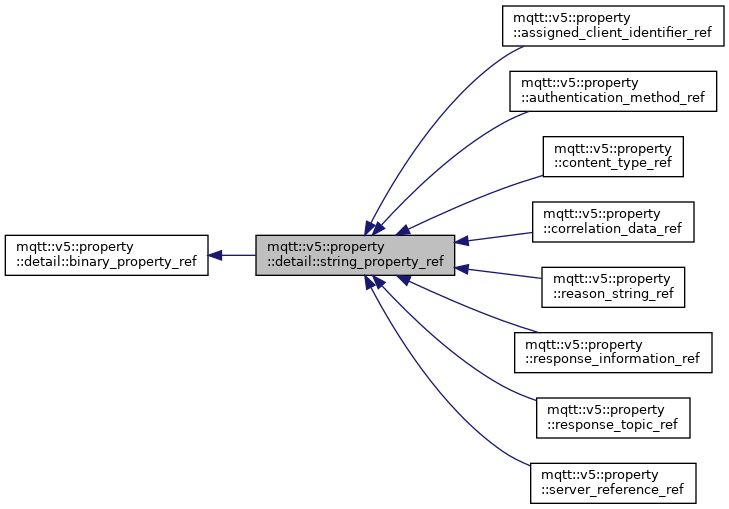 mqtt::v5::property
::detail::binary_property_ref
mqtt::v5::property
::detail::string_property_ref
mqtt::v5::property
::assigned_client_identifier_ref
mqtt::v5::property
::authentication_method_ref
mqtt::v5::property
::content_type_ref
mqtt::v5::property
::correlation_data_ref
mqtt::v5::property
::reason_string_ref
mqtt::v5::property
::response_information_ref
mqtt::v5::property
::response_topic_ref
mqtt::v5::property
::server_reference_ref